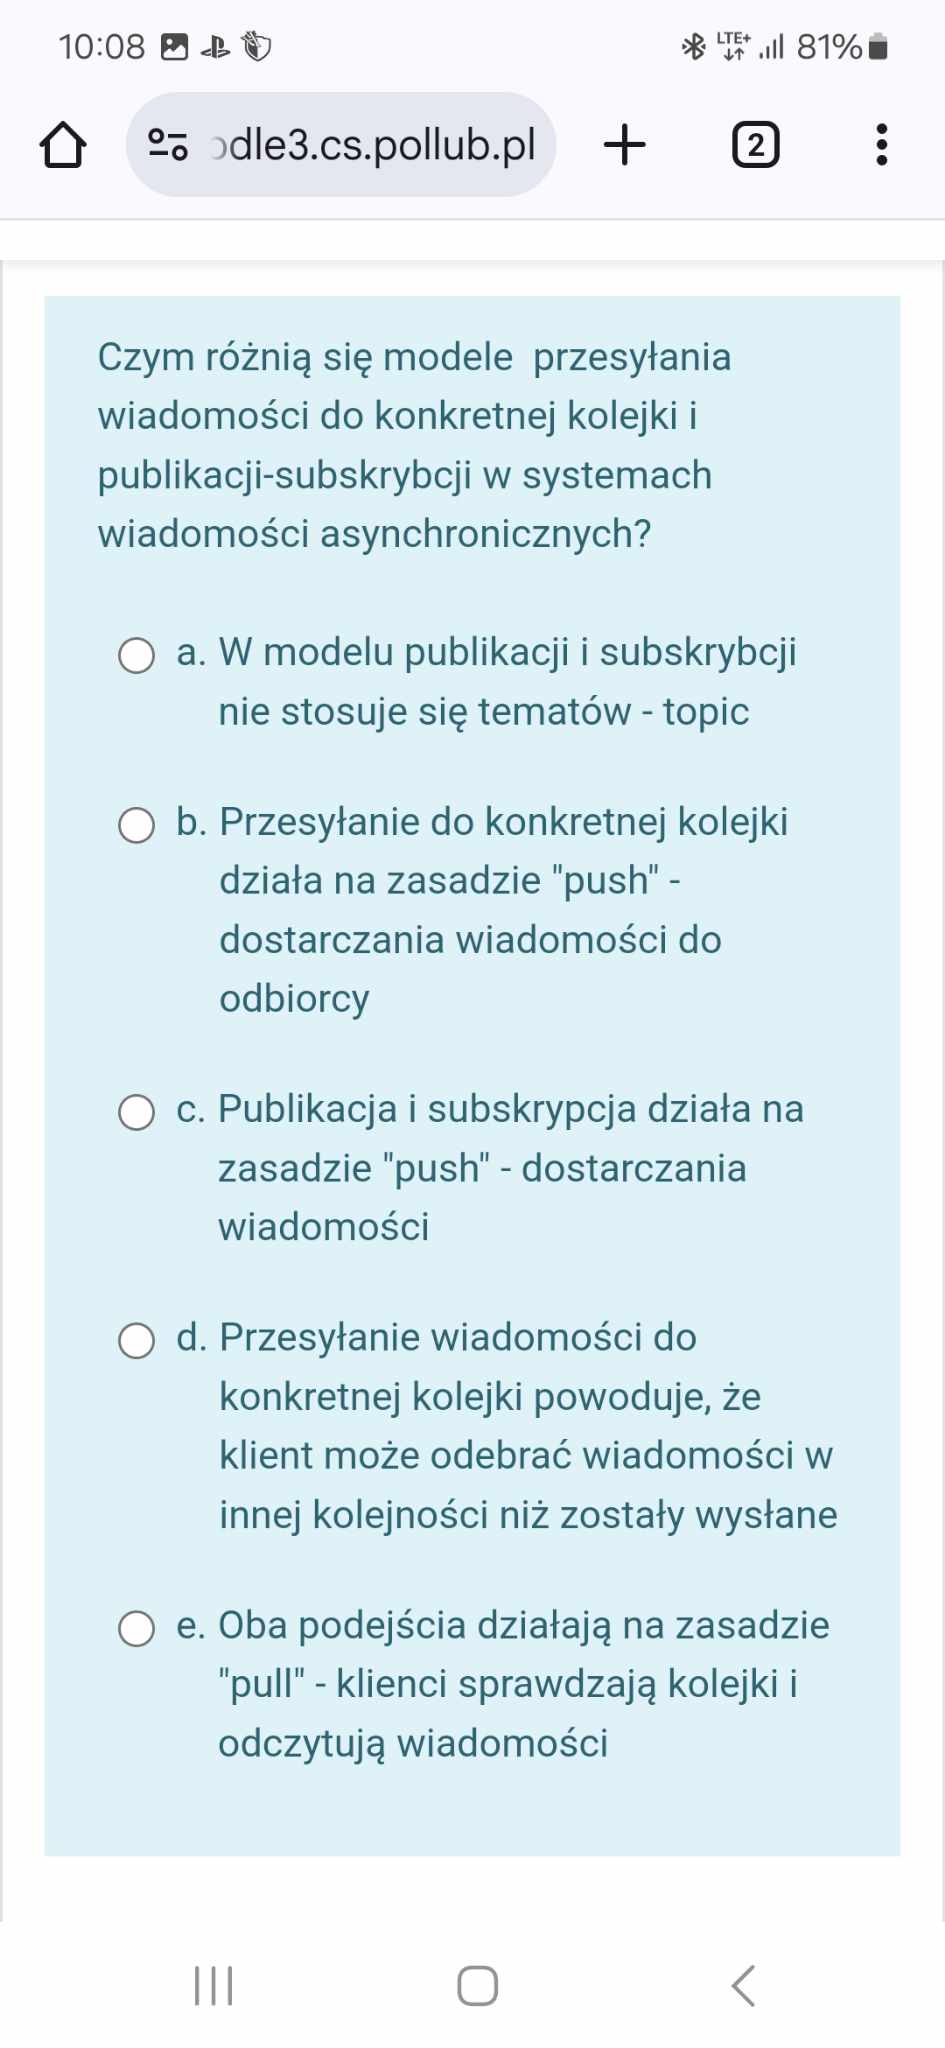 10:08 LTE+ 81%
odle3.cs.pollub.pl 2
Czym różnią się modele przesyłania
wiadomości do konkretnej kolejki i
publikacji-subskrybcji w systemach
wiadomości asynchronicznych?
a. W modelu publikacji i subskrybcji
nie stosuje się tematów - topic
b. Przesyłanie do konkretnej kolejki
działa na zasadzie "push" -
dostarczania wiadomości do
odbiorcy
c. Publikacja i subskrypcja działa na
zasadzie "push" - dostarczania
wiadomości
d. Przesyłanie wiadomości do
konkretnej kolejki powoduje, że
klient może odebrać wiadomości w
innej kolejności niż zostały wysłane
e. Oba podejścia działają na zasadzie
"pull" - klienci sprawdzają kolejki i
odczytują wiadomości